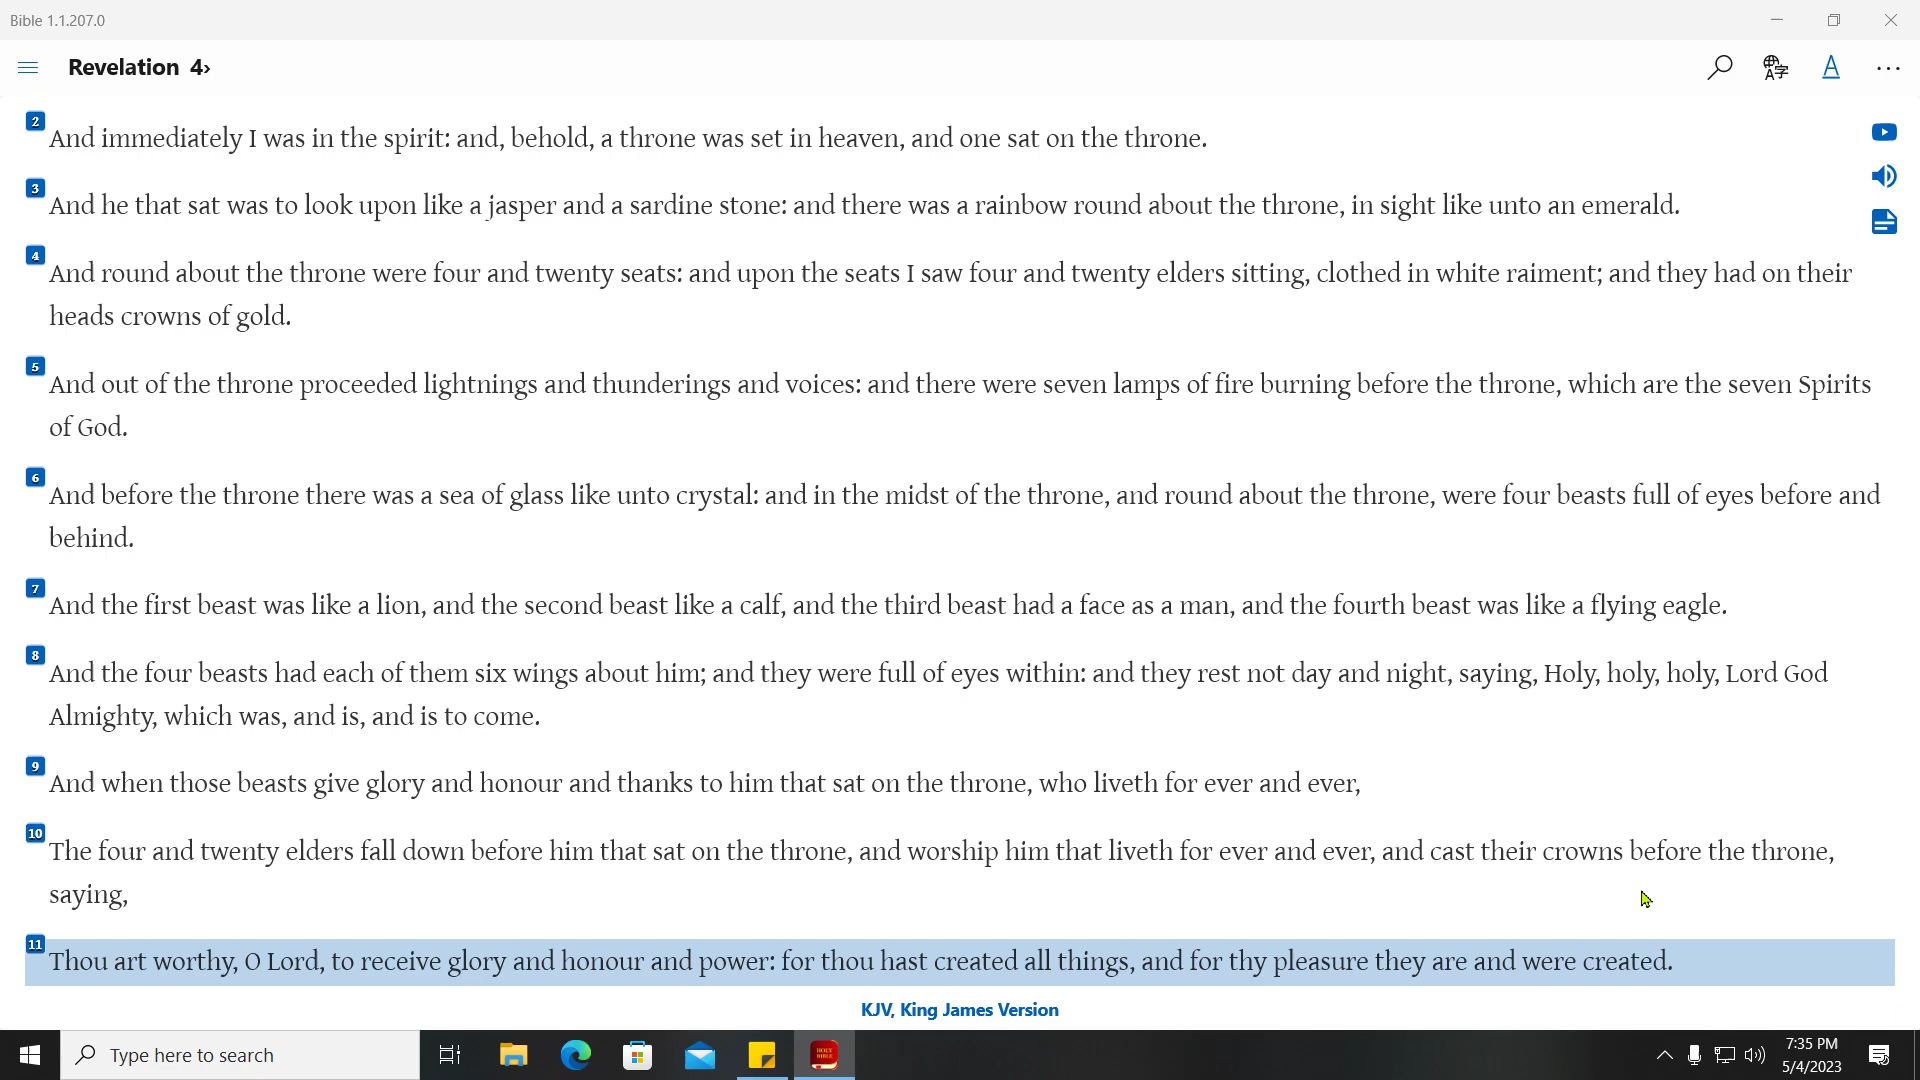 Bible 1.1.207.0
Revelation 4›
2 And immediately I was in the spirit: and, behold, a throne was set in heaven, and one sat on the throne.
3 And he that sat was to look upon like a jasper and a sardine stone: and there was a rainbow round about the throne, in sight like unto an emerald.
4 And round about the throne were four and twenty seats: and upon the seats I saw four and twenty elders sitting, clothed in white raiment; and they had on their
heads crowns of gold.
5 And out of the throne proceeded lightnings and thunderings and voices: and there were seven lamps of fire burning before the throne, which are the seven Spirits
of God.
6 And before the throne there was a sea of glass like unto crystal: and in the midst of the throne, and round about the throne, were four beasts full of eyes before and
behind.
7 And the first beast was like a lion, and the second beast like a calf, and the third beast had a face as a man, and the fourth beast was like a flying eagle.
8 And the four beasts had each of them six wings about him; and they were full of eyes within: and they rest not day and night, saying, Holy, holy, holy, Lord God
Almighty, which was, and is, and is to come.
9 And when those beasts give glory and honour and thanks to him that sat on the throne, who liveth for ever and ever,
10 The four and twenty elders fall down before him that sat on the throne, and worship him that liveth for ever and ever, and cast their crowns before the throne,
saying,
11 Thou art worthy, O Lord, to receive glory and honour and power: for thou hast created all things, and for thy pleasure they are and were created.
KJV, King James Version
Type here to search
HOLY
BIBLE
7:35 PM
5/4/2023